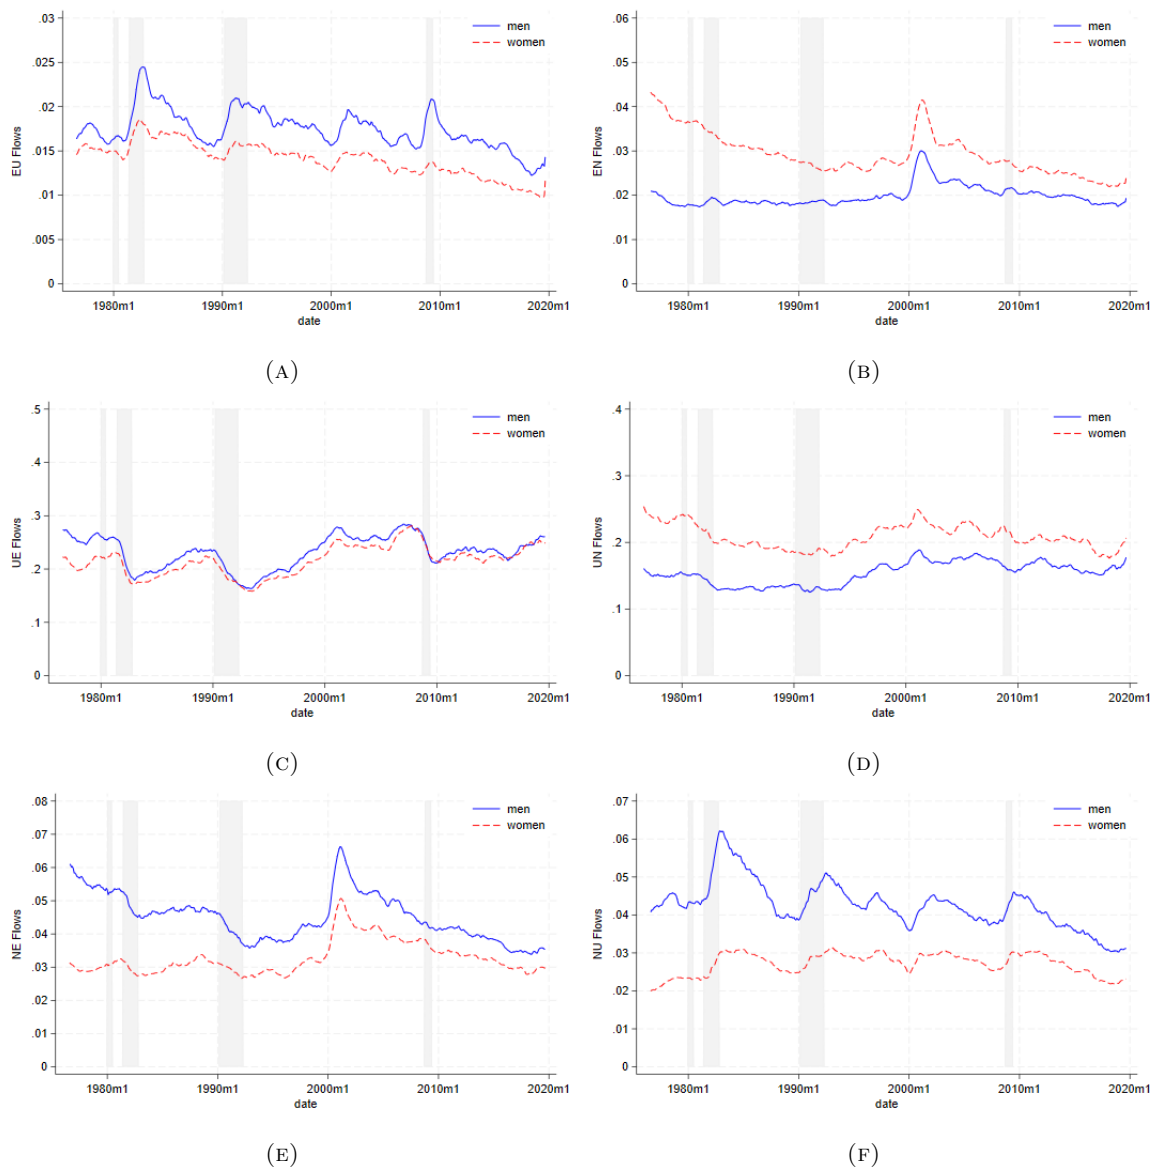 .03
.025
.02
.015
.01
.005
0
EU Flows
1980m1 1990m1 2000m1 2010m1 2020m1
date
men
women
(A)
.06
.05
.04
.03
.02
.01
0
EN Flows
1980m1 1990m1 2000m1 2010m1 2020m1
date
men
women
(B)
.5
.4
.3
.2
.1
0
UE Flows
1980m1 1990m1 2000m1 2010m1 2020m1
date
men
women
(C)
.4
.3
.2
.1
0
UN Flows
1980m1 1990m1 2000m1 2010m1 2020m1
date
men
women
(D)
.08
.07
.06
.05
.04
.03
.02
.01
0
NE Flows
1980m1 1990m1 2000m1 2010m1 2020m1
date
men
women
(E)
.07
.06
.05
.04
.03
.02
.01
0
NU Flows
1980m1 1990m1 2000m1 2010m1 2020m1
date
men
women
(F)